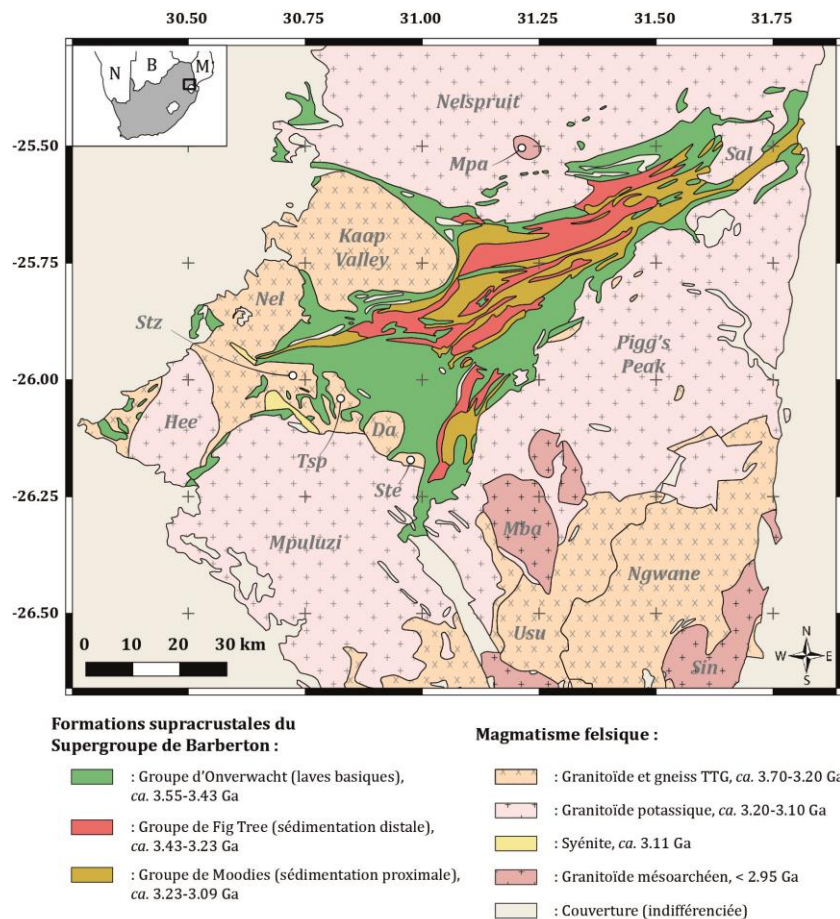 30.50 30.75 31.00 31.25 31.50 31.75
N B M
Nelspruit
-25.50
Mpa
Sal
Kaap
Valley
-25.75
Nel
Stz
Pigg's
Peak
-26.00
Hee
Da
Tsp
Ste
-26.25
Mba
Mpuluzi
Ngwane
-26.50
Usu
0 10 20 30 km
Sin
N
W E
S
Formations supracrustales du
Supergroupe de Barberton :
: Groupe d'Onverwacht (laves basiques),
ca. 3.55-3.43 Ga
: Groupe de Fig Tree (sédimentation distale),
ca. 3.43-3.23 Ga
: Groupe de Moodies (sédimentation proximale),
ca. 3.23-3.09 Ga
Magmatisme felsique :
: Granitoïde et gneiss TTG, ca. 3.70-3.20 Ga
: Granitoïde potassique, ca. 3.20-3.10 Ga
: Syénite, ca. 3.11 Ga
: Granitoïde mésoarchéen, < 2.95 Ga
: Couverture (indifférenciée)